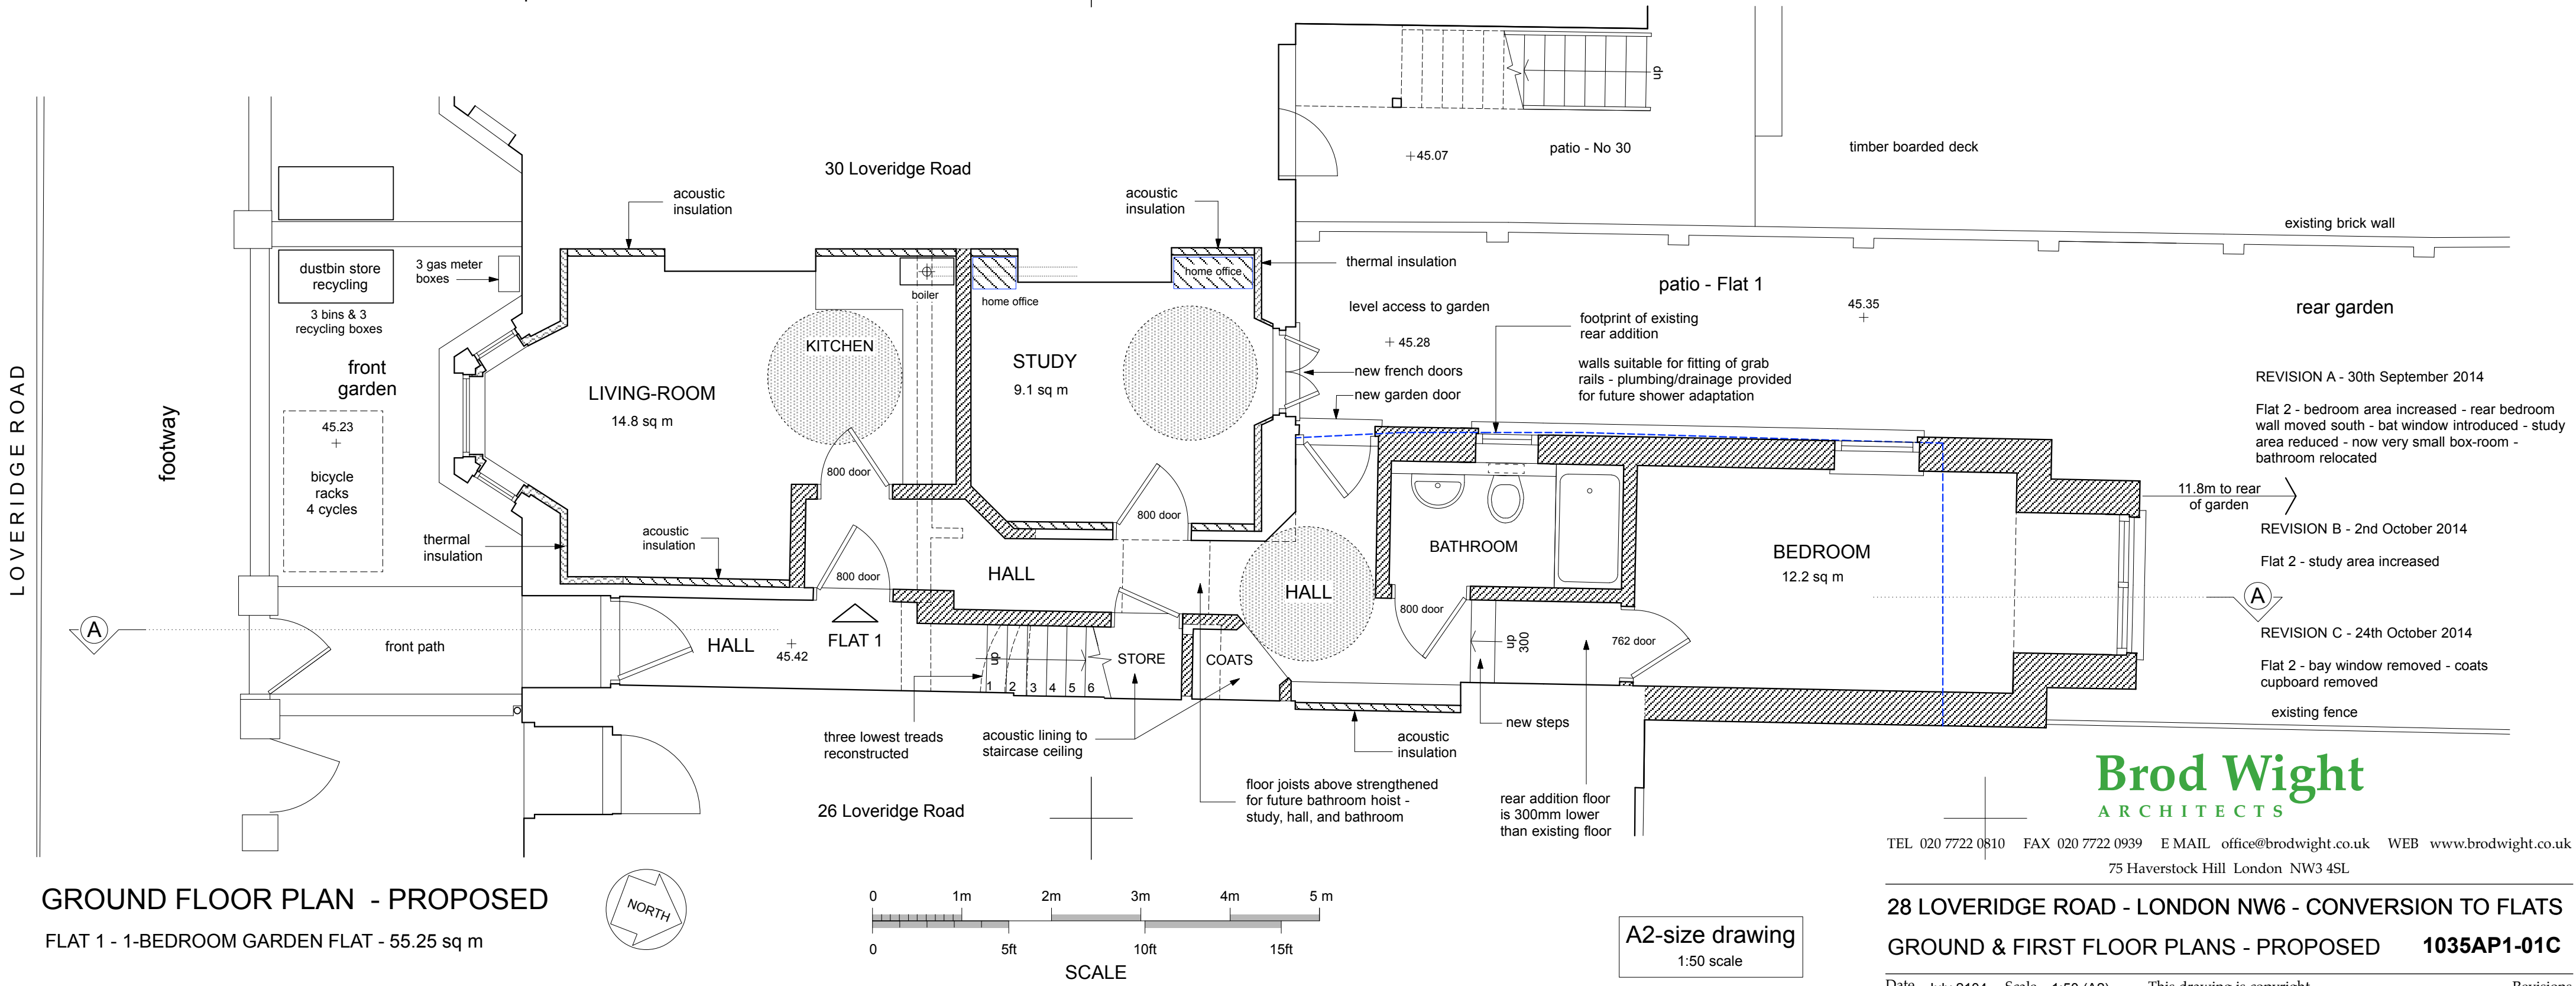 LOVERIDGE ROAD
footway
30 Loveridge Road
acoustic
insulation
acoustic
insulation
dn
+45.07
patio - No 30
timber boarded deck
existing brick wall
dustbin store
recycling
3 gas meter
boxes
3 bins & 3
recycling boxes
front
garden
45.23
bicycle
racks
4 cycles
thermal
insulation
boiler
home office
home office
thermal insulation
KITCHEN
LIVING-ROOM
14.8 sq m
STUDY
9.1 sq m
level access to garden
+ 45.28
new french doors
new garden door
footprint of existing
rear addition
walls suitable for fitting of grab
rails - plumbing/drainage provided
for future shower adaptation
patio - Flat 1
45.35
rear garden
REVISION A - 30th September 2014
Flat 2 - bedroom area increased - rear bedroom
wall moved south - bat window introduced - study
area reduced - now very small box-room -
bathroom relocated
11.8m to rear
of garden
REVISION B - 2nd October 2014
Flat 2 - study area increased
REVISION C - 24th October 2014
Flat 2 - bay window removed - coats
cupboard removed
existing fence
800 door
800 door
acoustic
insulation
800 door
HALL
HALL
BATHROOM
800 door
BEDROOM
12.2 sq m
762 door
A
A
front path
HALL
45.42
FLAT 1
dn
1 2 3 4 5 6
STORE
COATS
up
300
new steps
three lowest treads
reconstructed
acoustic lining to
staircase ceiling
acoustic
insulation
floor joists above strengthened
for future bathroom hoist -
study, hall, and bathroom
rear addition floor
is 300mm lower
than existing floor
26 Loveridge Road
GROUND FLOOR PLAN - PROPOSED
FLAT 1 - 1-BEDROOM GARDEN FLAT - 55.25 sq m
NORTH
0 1m 2m 3m 4m 5 m
0 5ft 10ft 15ft
SCALE
A2-size drawing
1:50 scale
Brod Wight
ARCHITECTS
TEL 020 7722 0810 FAX 020 7722 0939 E MAIL office@brodwight.co.uk WEB www.brodwight.co.uk
75 Haverstock Hill London NW3 4SL
28 LOVERIDGE ROAD - LONDON NW6 - CONVERSION TO FLATS
GROUND & FIRST FLOOR PLANS - PROPOSED 1035AP1-01C
Date July 2104 Scale 1:50 (A2) This drawing is copyright Revisions